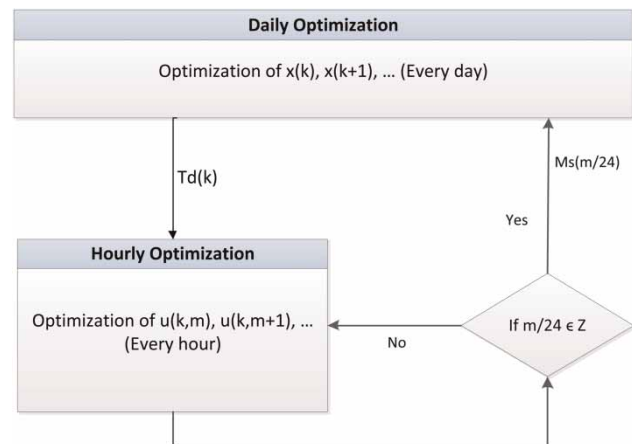 Daily Optimization
Optimization of x(k), x(k+1), ... (Every day)
Td(k)
Ms(m/24)
Yes
Hourly Optimization
Optimization of u(k,m), u(k,m+1), ...
(Every hour)
No
If m/24 ϵ Z